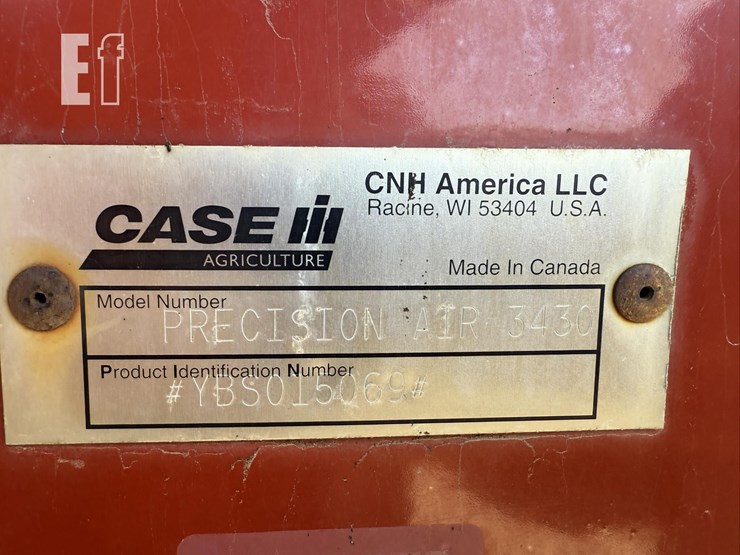 Ef
CASE IH
AGRICULTURE
CNH America LLC
Racine, WI 53404 U.S.A.
Made In Canada
Model Number
PRECISION AIR 3430
Product Identification Number
#YBS015069#